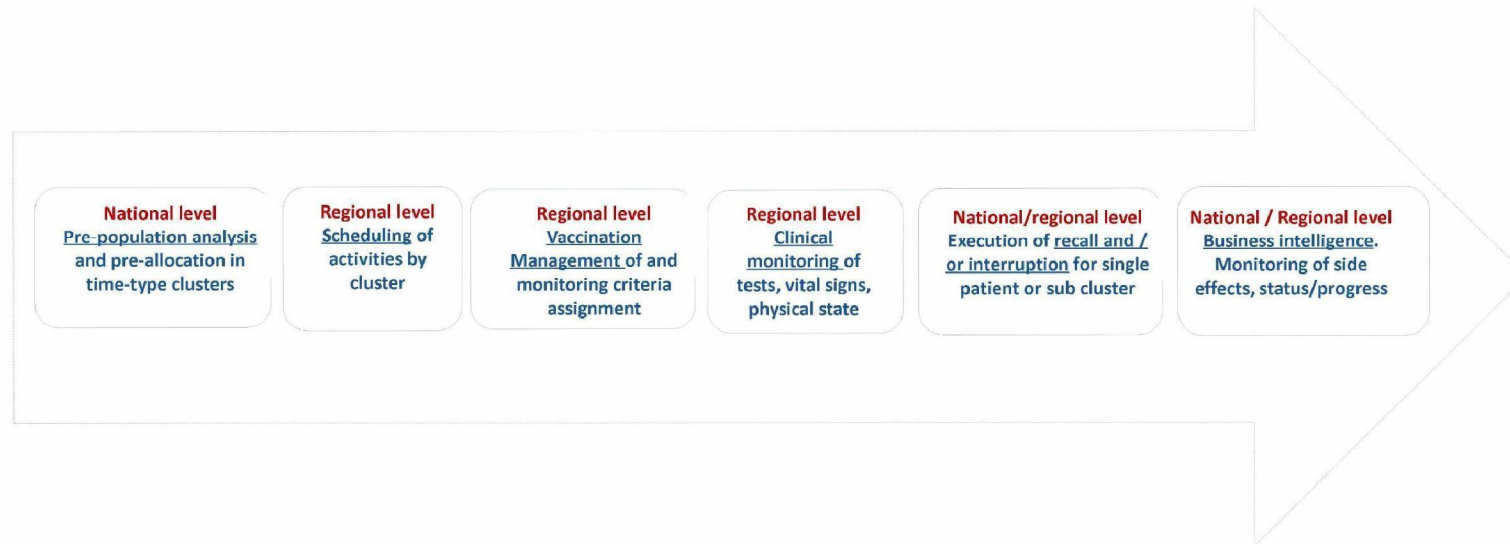 National level
Pre-population analysis
and pre-allocation in
time-type clusters
Regional level
Scheduling of
activities by
cluster
Regional level
Vaccination
Management of and
monitoring criteria
assignment
Regional level
Clinical
monitoring of
tests, vital signs,
physical state
National/regional level
Execution of recall and /
or interruption for single
patient or sub cluster
National / Regional level
Business intelligence.
Monitoring of side
effects, status/progress